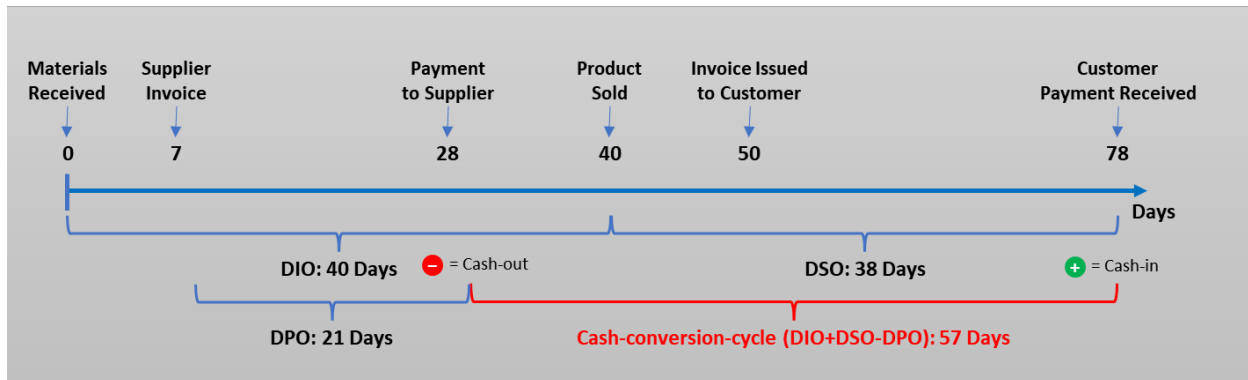 Materials
Received
Supplier
Invoice
Payment
to Supplier
Product
Sold
Invoice Issued
to Customer
Customer
Payment Received
0
7
28
40
50
78
Days
DIO: 40 Days
− = Cash-out
DSO: 38 Days
+ = Cash-in
DPO: 21 Days
Cash-conversion-cycle (DIO+DSO-DPO): 57 Days